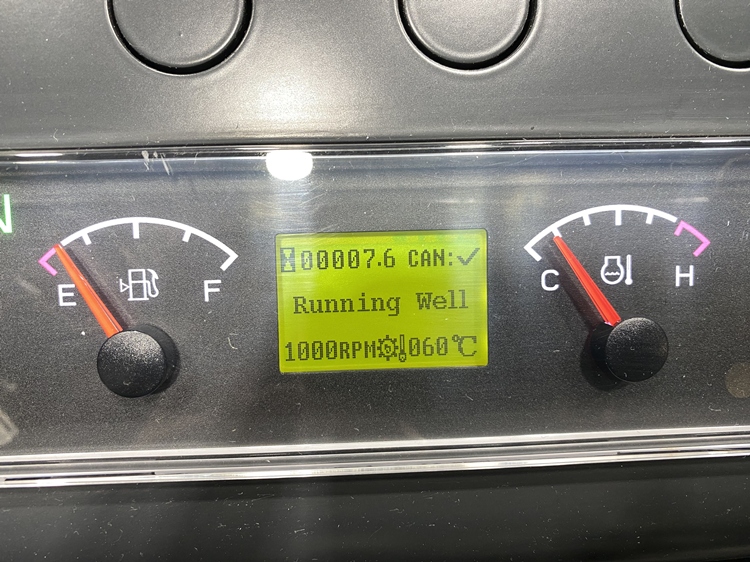 N
E
F
00007.6 CAN:✓
Running Well
1000RPM 060℃
C
H